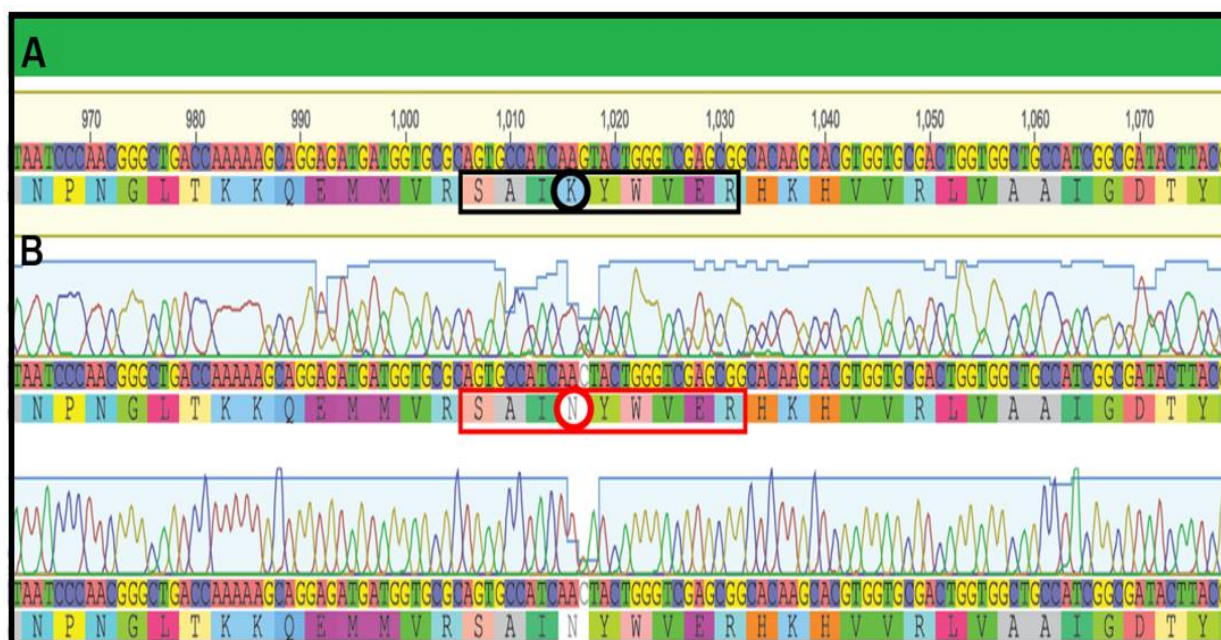 A
970 980 990 1,000 1,010 1,020 1,030 1,040 1,050 1,060 1,070
TAATCCCAACGGGCTGACCAAAAAGCAGGAGATGATGGTGCGCAGTGCCATCAAGTACTGGGTCGAGCGGCACAAGCACGTGGTGCGACTGGTGGCTGCCATCGGCGATACTTAC
N P N G L T K K Q E M M V R S A I K Y W V E R H K H V V R L V A A I G D T Y
B
TAATCCCAACGGGCTGACCAAAAAGCAGGAGATGATGGTGCGCAGTGCCATCAACTACTGGGTCGAGCGGCACAAGCACGTGGTGCGACTGGTGGCTGCCATCGGCGATACTTAC
N P N G L T K K Q E M M V R S A I N Y W V E R H K H V V R L V A A I G D T Y
TAATCCCAACGGGCTGACCAAAAAGCAGGAGATGATGGTGCGCAGTGCCATCAACTACTGGGTCGAGCGGCACAAGCACGTGGTGCGACTGGTGGCTGCCATCGGCGATACTTAC
N P N G L T K K Q E M M V R S A I N Y W V E R H K H V V R L V A A I G D T Y